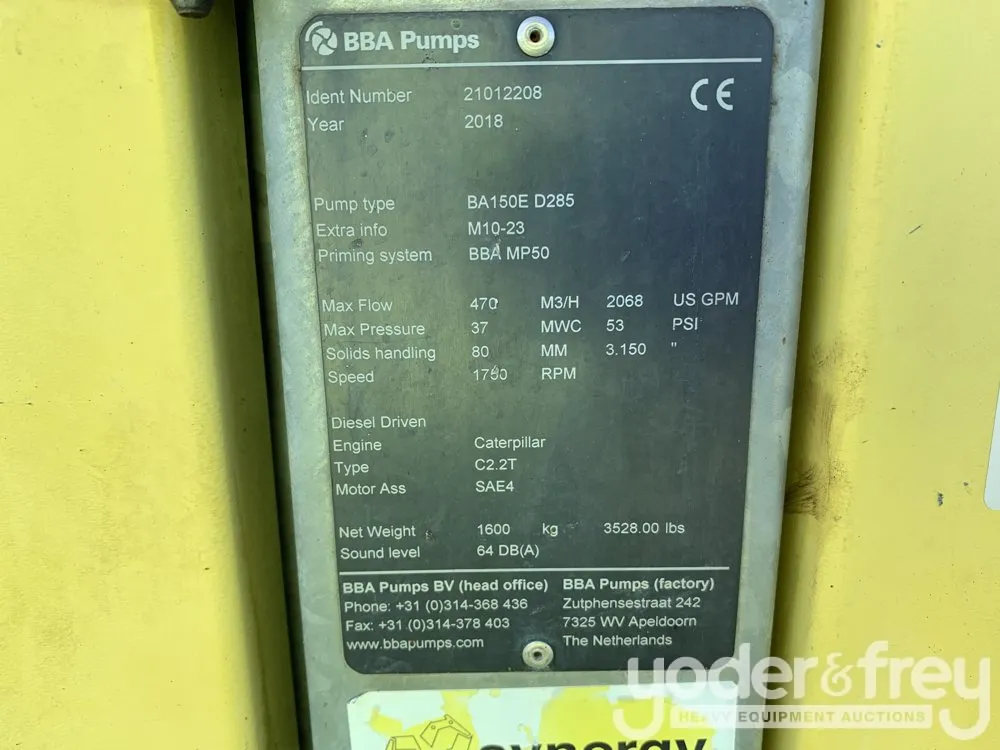 BBA Pumps
Ident Number 21012208
CE
Year 2018
Pump type BA150E D285
Extra info M10-23
Priming system BBA MP50
Max Flow 470 M3/H 2068 US GPM
Max Pressure 37 MWC 53 PSI
Solids handling 80 MM 3.150 "
Speed RPM
Diesel Driven
Engine Caterpillar
Type C2.2T
Motor Ass SAE4
Net Weight 1600 kg 3528.00 lbs
Sound level 64 DB(A)
BBA Pumps BV (head office) BBA Pumps (factory)
Phone: +31 (0)314-368 436 Zutphensestraat 242
Fax: +31 (0)314-378 403 7325 WV Apeldoorn
www.bbapumps.com The Netherlands
yoder&frey
HEAVY EQUIPMENT AUCTIONS
synergy